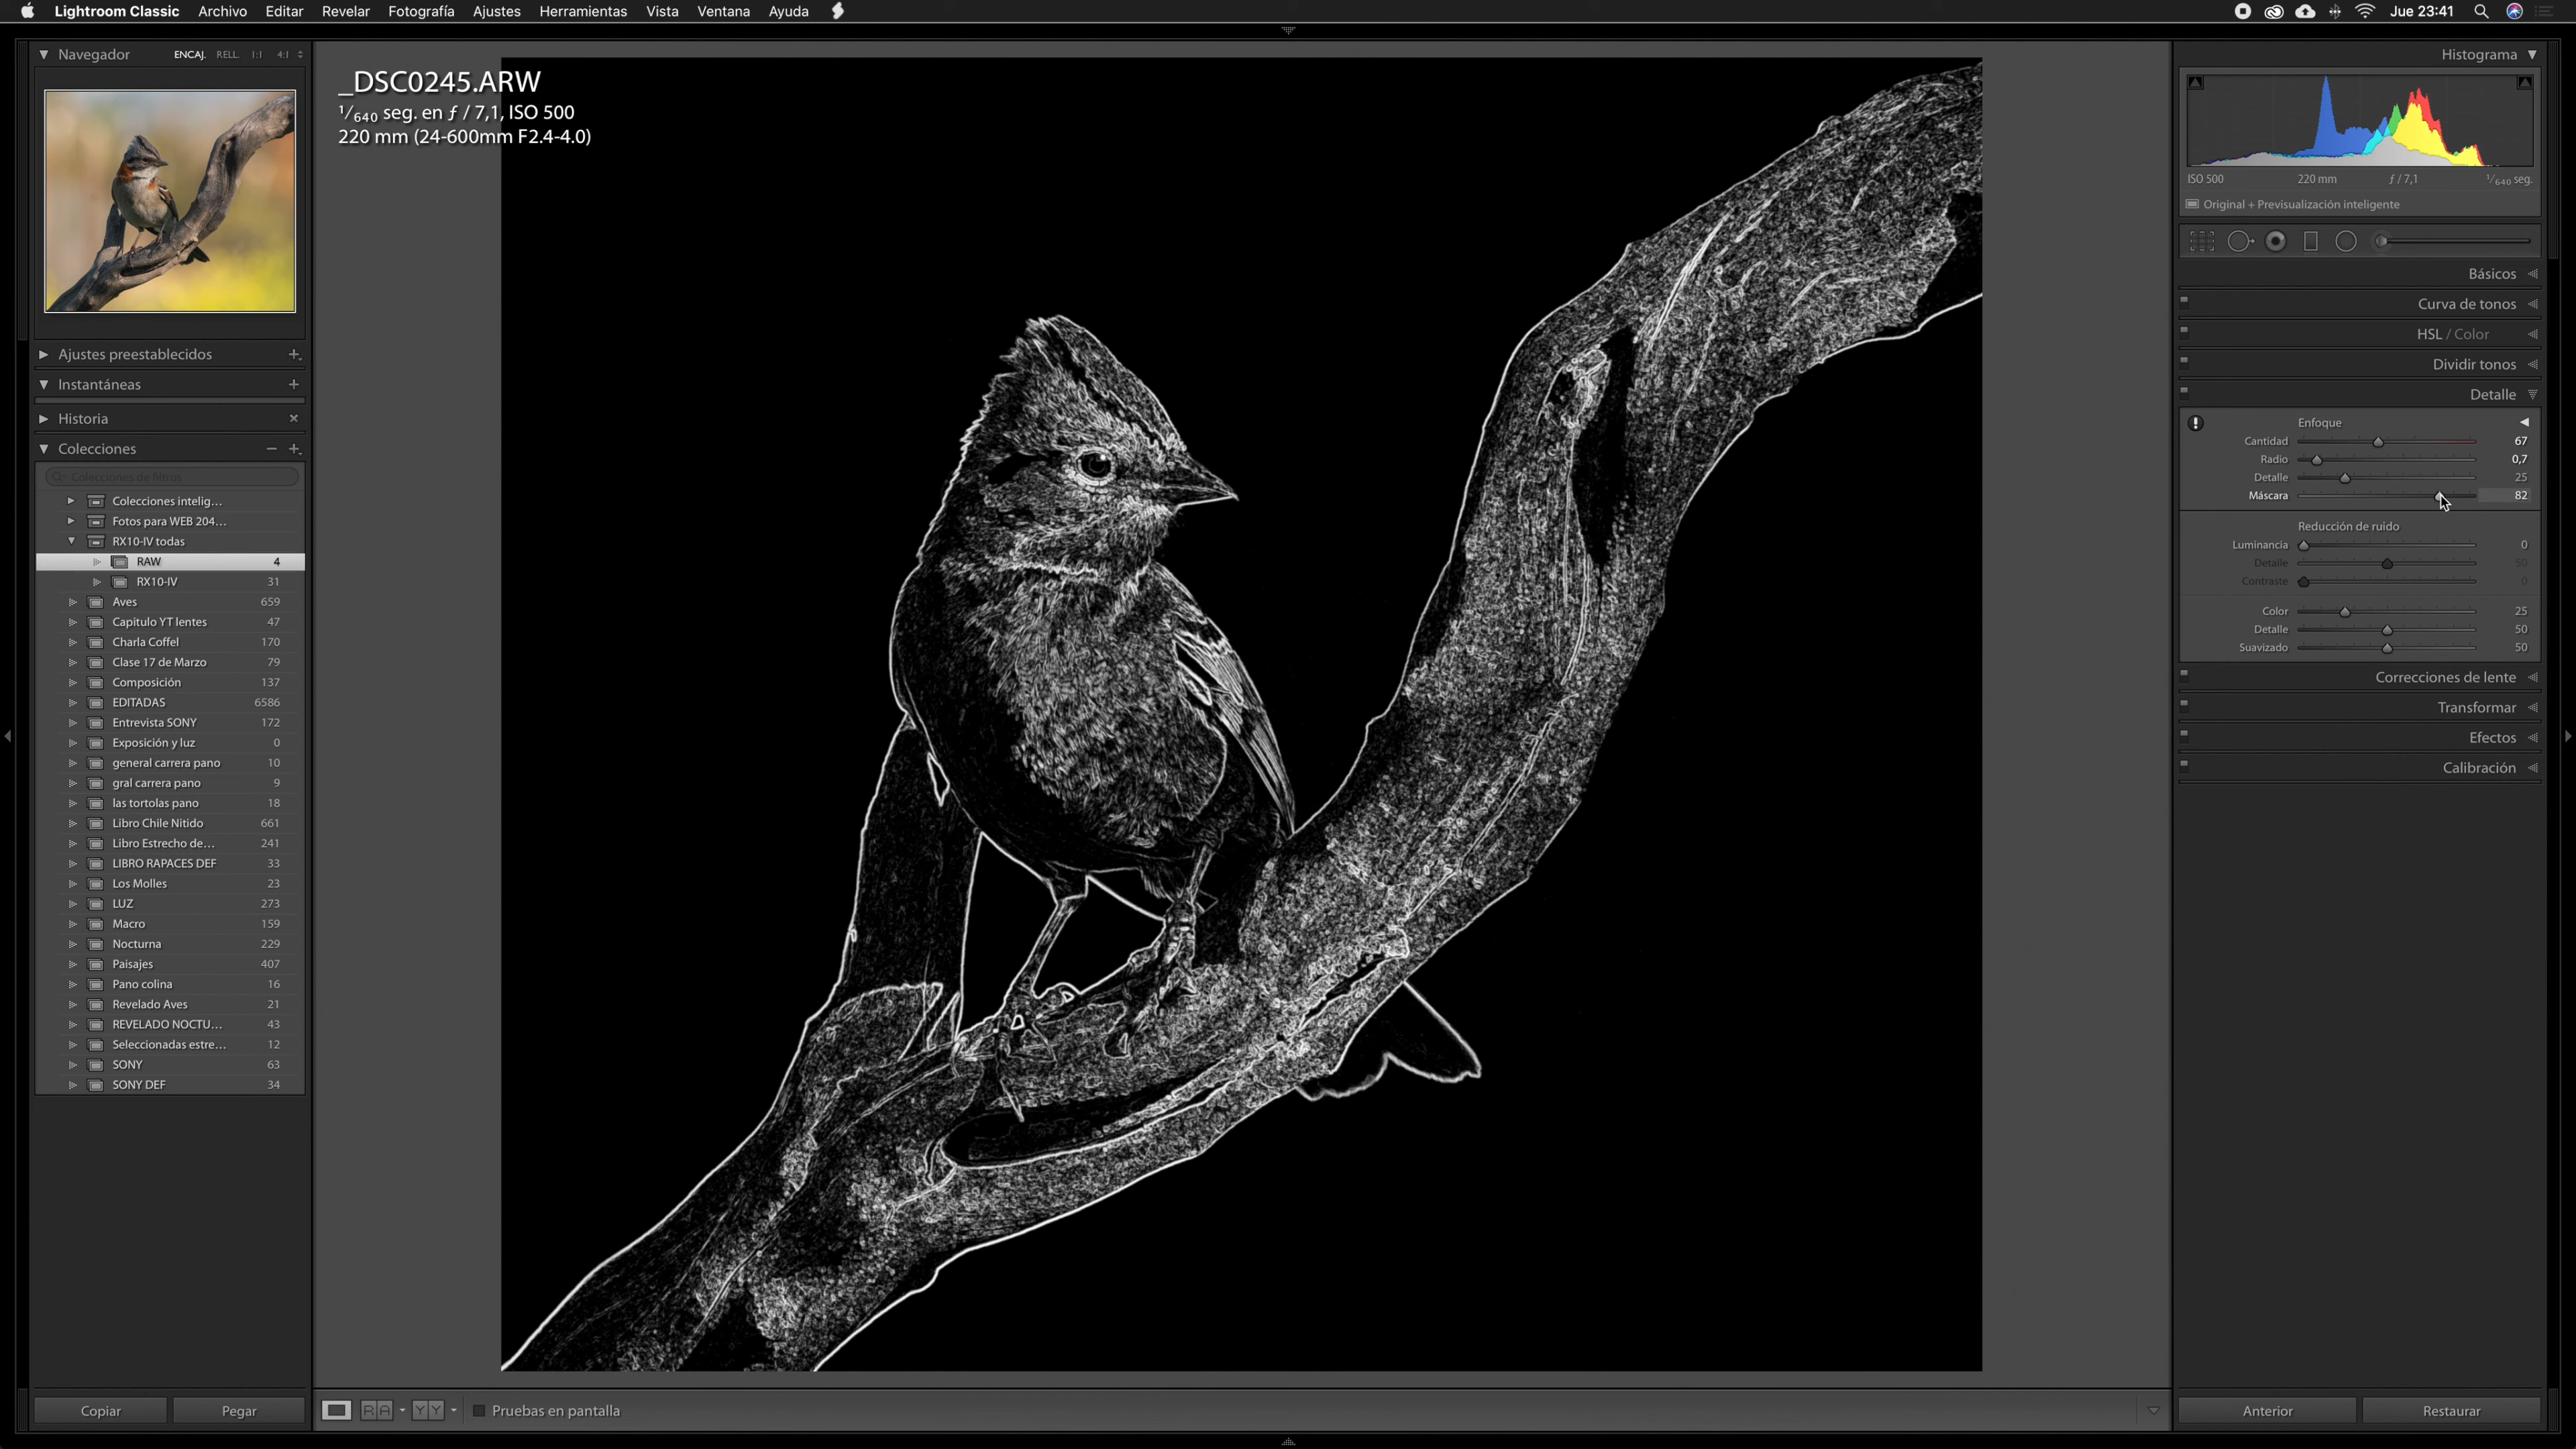 Lightroom Classic Archivo Editar Revelar Fotografía Ajustes Herramientas Vista Ventana Ayuda Jue 23:41
Navegador ENCAJ. RELL. 1:1 4:1
Ajustes preestablecidos
Instantáneas
Historia
Colecciones
Colecciones de filtros
Colecciones intelig...
Fotos para WEB 204...
RX10-IV todas
RAW 4
RX10-IV 31
Aves 659
Capitulo YT lentes 47
Charla Coffel 170
Clase 17 de Marzo 79
Composición 137
EDITADAS 6586
Entrevista SONY 172
Exposición y luz 0
general carrera pano 10
gral carrera pano 9
las tortolas pano 18
Libro Chile Nitido 661
Libro Estrecho de... 241
LIBRO RAPACES DEF 33
Los Molles 23
LUZ 273
Macro 159
Nocturna 229
Paisajes 407
Pano colina 16
Revelado Aves 21
REVELADO NOCTU... 43
Seleccionadas estre... 12
SONY 63
SONY DEF 34
Copiar Pegar
_DSC0245.ARW
1/640 seg. en ƒ / 7,1, ISO 500
220 mm (24-600mm F2.4-4.0)
RA YY Pruebas en pantalla
Histograma
ISO 500 220 mm ƒ / 7,1 1/640 seg.
Original + Previsualización inteligente
Básicos
Curva de tonos
HSL / Color
Dividir tonos
Detalle
Enfoque
Cantidad 67
Radio 0,7
Detalle 25
Máscara 82
Reducción de ruido
Luminancia 0
Detalle 50
Contraste 0
Color 25
Detalle 50
Suavizado 50
Correcciones de lente
Transformar
Efectos
Calibración
Anterior Restaurar